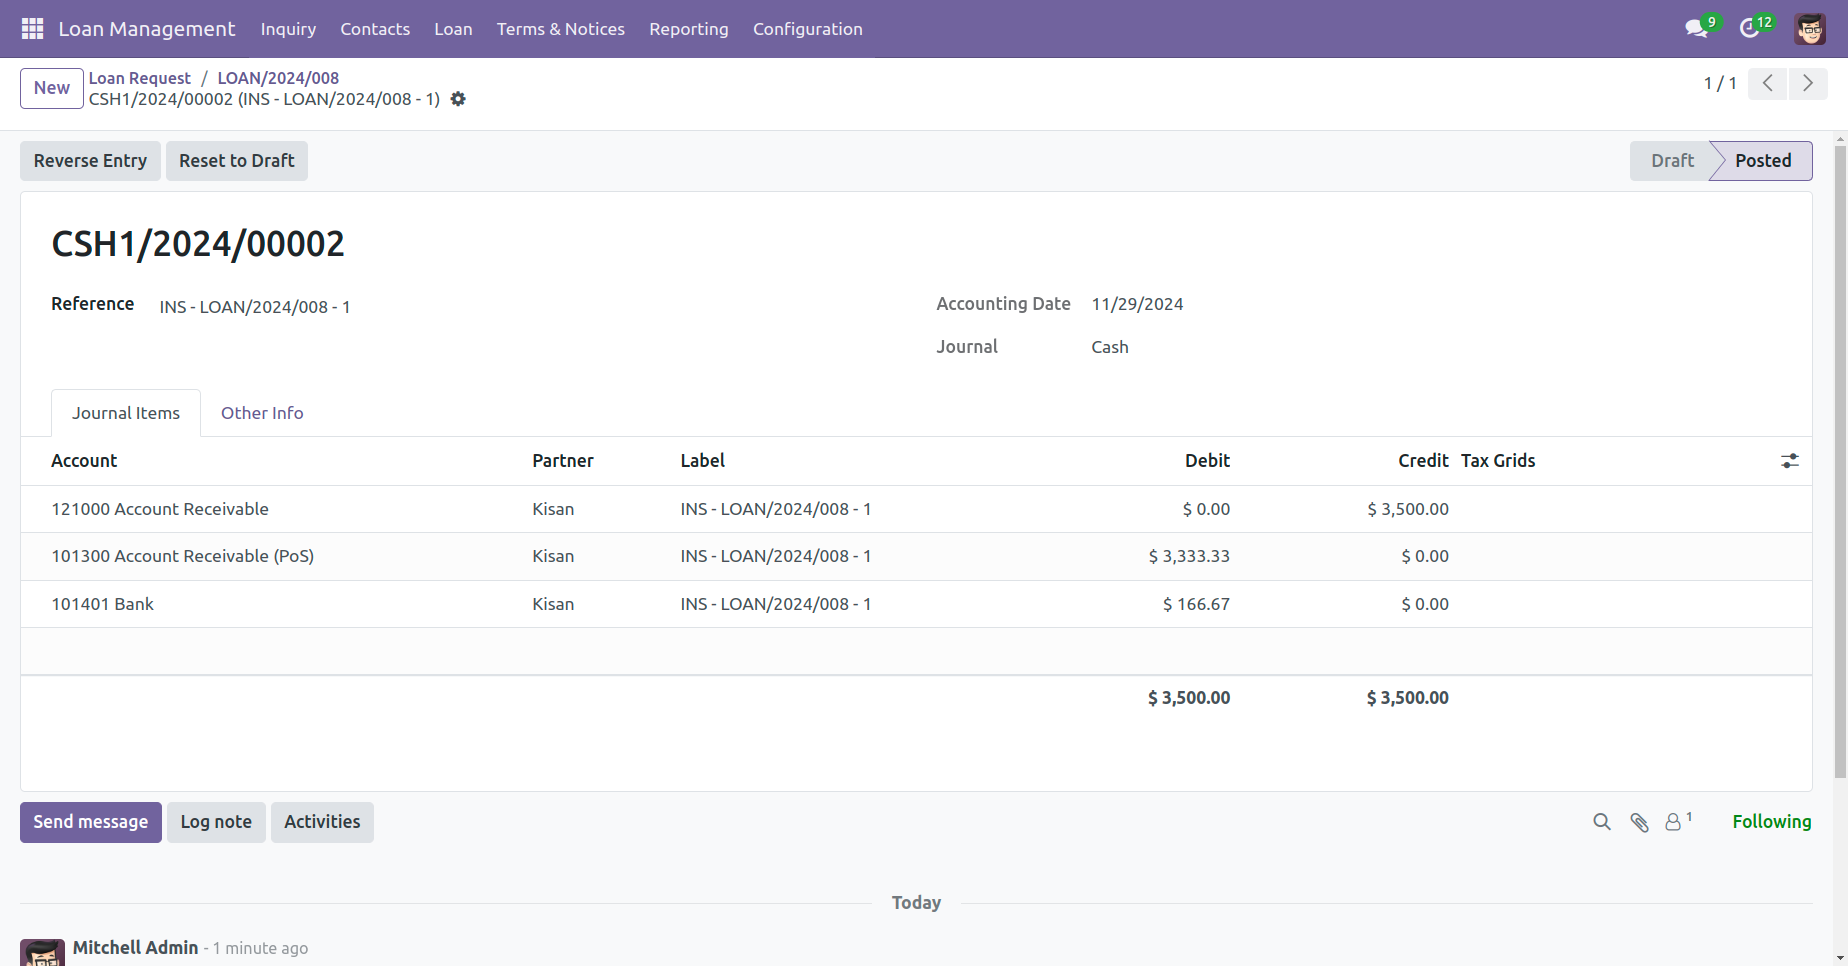 Loan Management Inquiry Contacts Loan Terms & Notices Reporting Configuration 9 12
New Loan Request / LOAN/2024/008 1 / 1
CSH1/2024/00002 (INS - LOAN/2024/008 - 1)
Reverse Entry Reset to Draft Draft Posted
CSH1/2024/00002
Reference INS - LOAN/2024/008 - 1 Accounting Date 11/29/2024
Journal Cash
Journal Items Other Info
Account Partner Label Debit Credit Tax Grids
121000 Account Receivable Kisan INS - LOAN/2024/008 - 1 $ 0.00 $ 3,500.00
101300 Account Receivable (PoS) Kisan INS - LOAN/2024/008 - 1 $ 3,333.33 $ 0.00
101401 Bank Kisan INS - LOAN/2024/008 - 1 $ 166.67 $ 0.00
$ 3,500.00 $ 3,500.00
Send message Log note Activities 1 Following
Today
Mitchell Admin - 1 minute ago